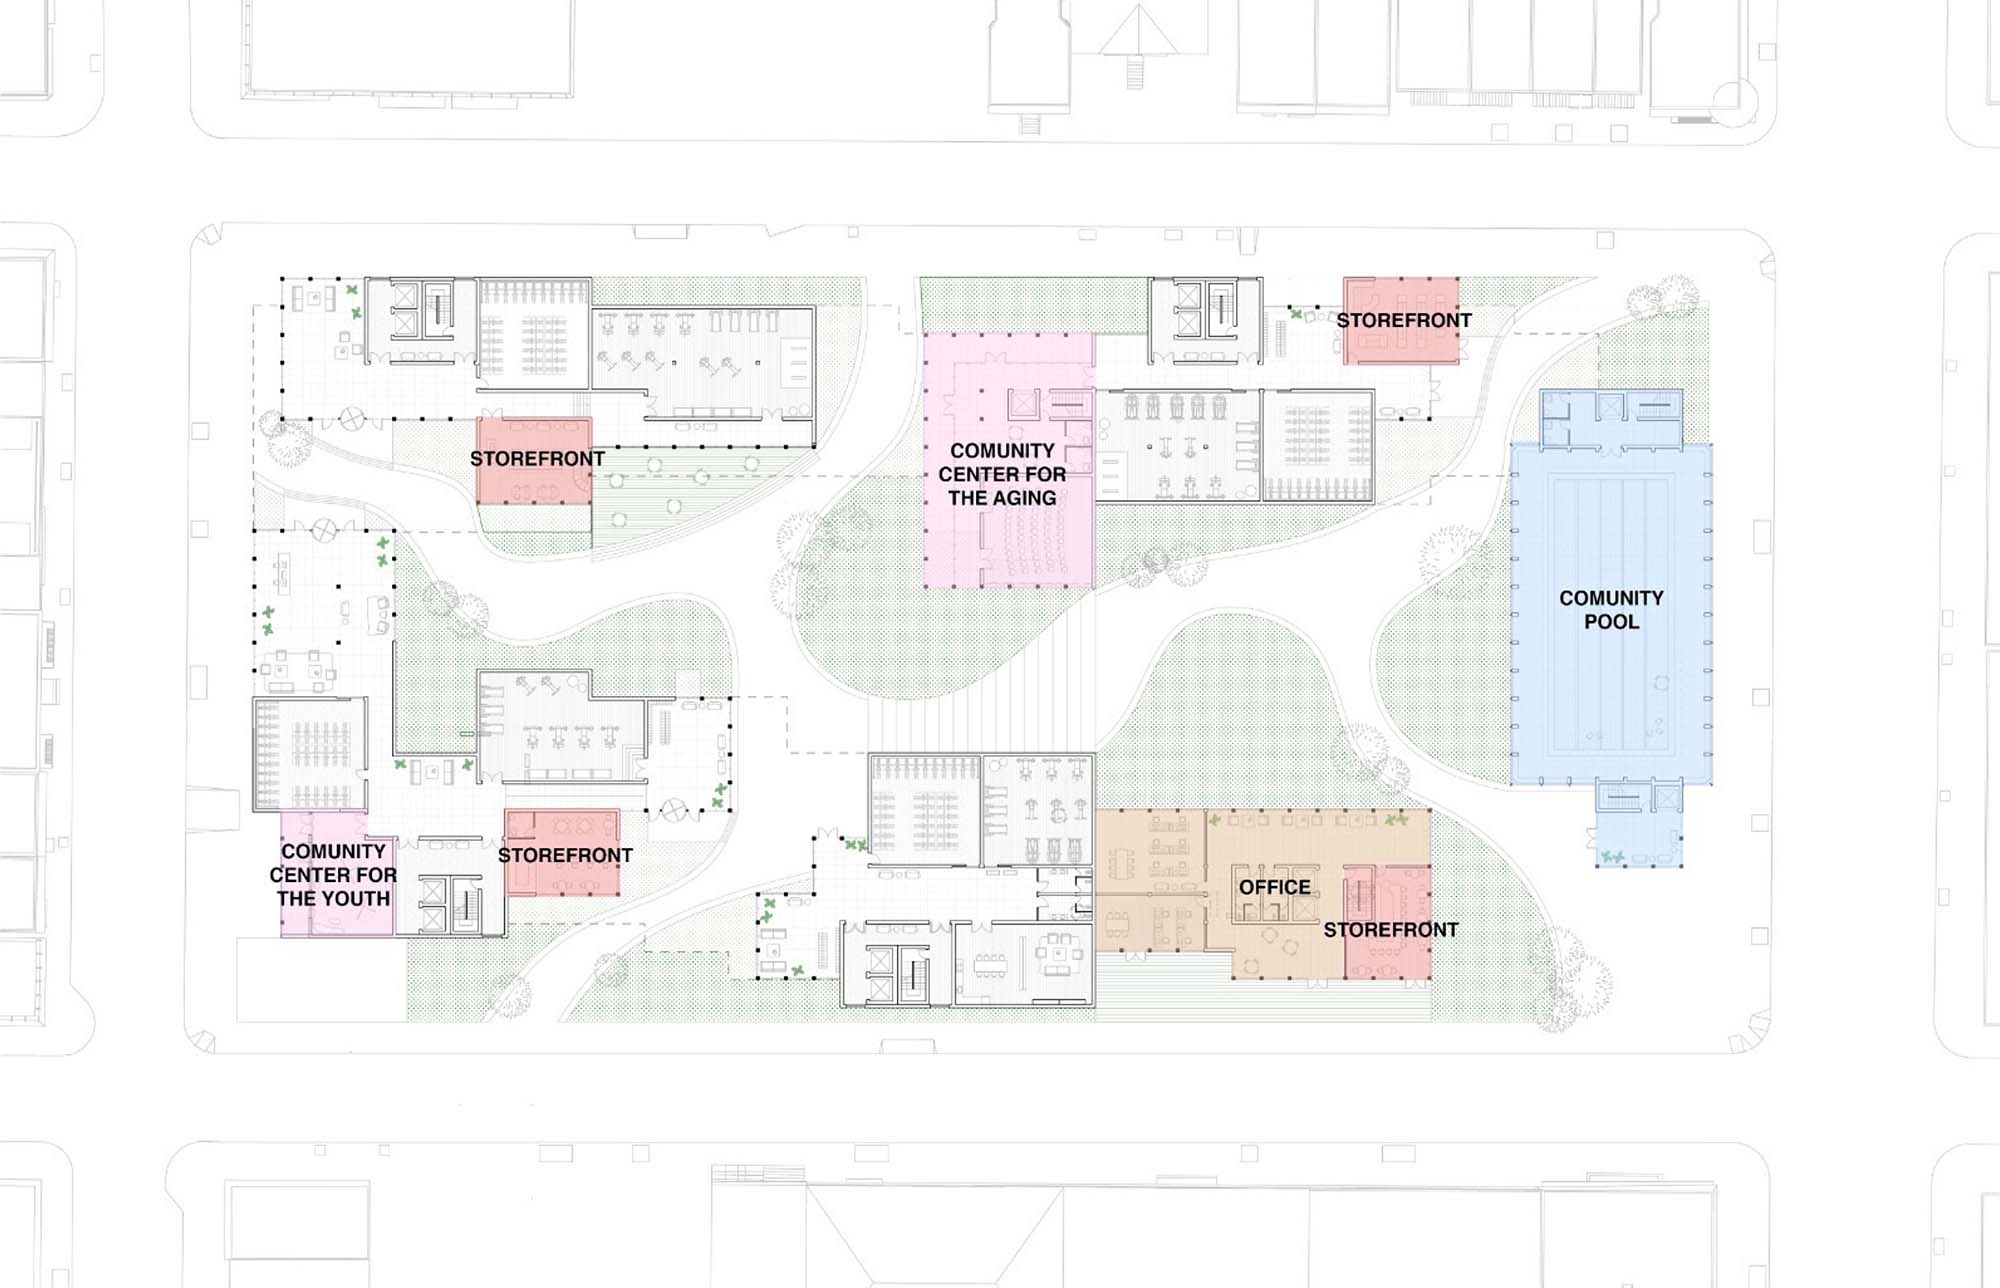 STOREFRONT
COMUNITY
CENTER FOR
THE AGING
STOREFRONT
COMUNITY
POOL
COMUNITY
CENTER FOR
THE YOUTH
STOREFRONT
OFFICE
STOREFRONT